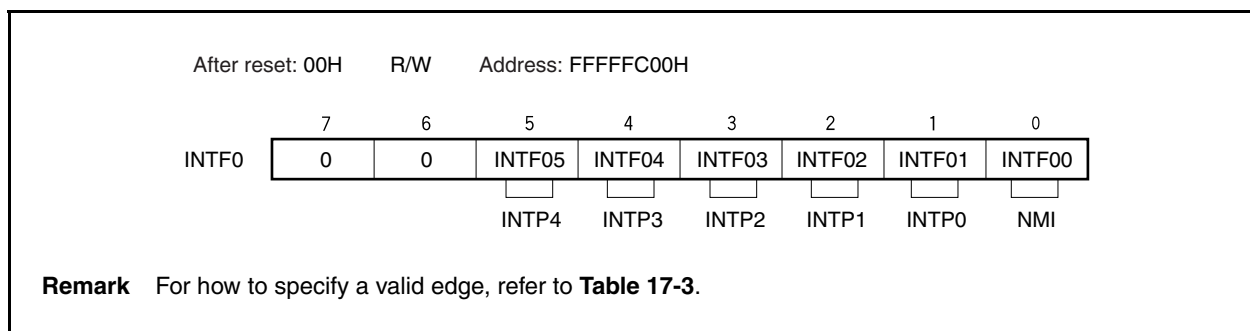 After reset: 00H R/W Address: FFFFFC00H
7 6 5 4 3 2 1 0
INTF0 0 0 INTF05 INTF04 INTF03 INTF02 INTF01 INTF00
INTP4 INTP3 INTP2 INTP1 INTP0 NMI
Remark For how to specify a valid edge, refer to Table 17-3.